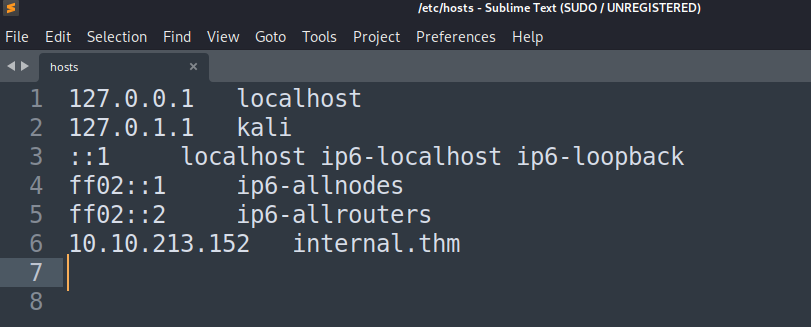 /etc/hosts - Sublime Text (SUDO / UNREGISTERED)
File Edit Selection Find View Goto Tools Project Preferences Help
hosts ×
1 127.0.0.1 localhost
2 127.0.1.1 kali
3 ::1 localhost ip6-localhost ip6-loopback
4 ff02::1 ip6-allnodes
5 ff02::2 ip6-allrouters
6 10.10.213.152 internal.thm
7
8